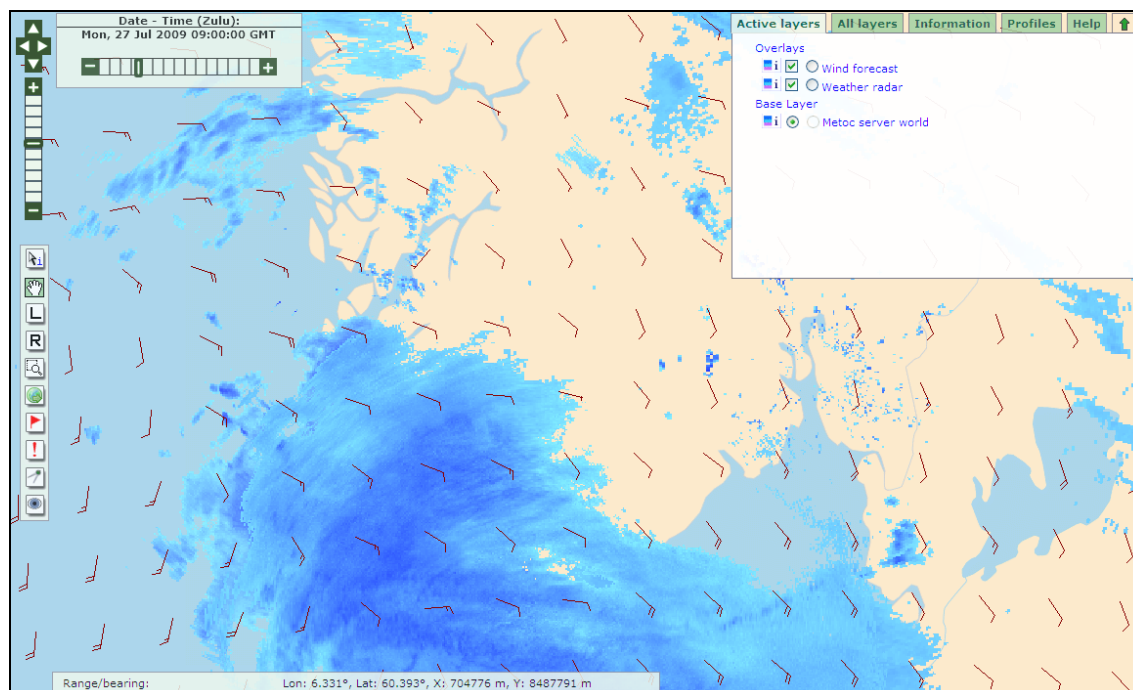 Date - Time (Zulu):
Mon, 27 Jul 2009 09:00:00 GMT
Active layers All layers Information Profiles Help
Overlays
i Wind forecast
i Weather radar
Base Layer
i Metoc server world
i
L
R
!
Range/bearing: Lon: 6.331°, Lat: 60.393°, X: 704776 m, Y: 8487791 m